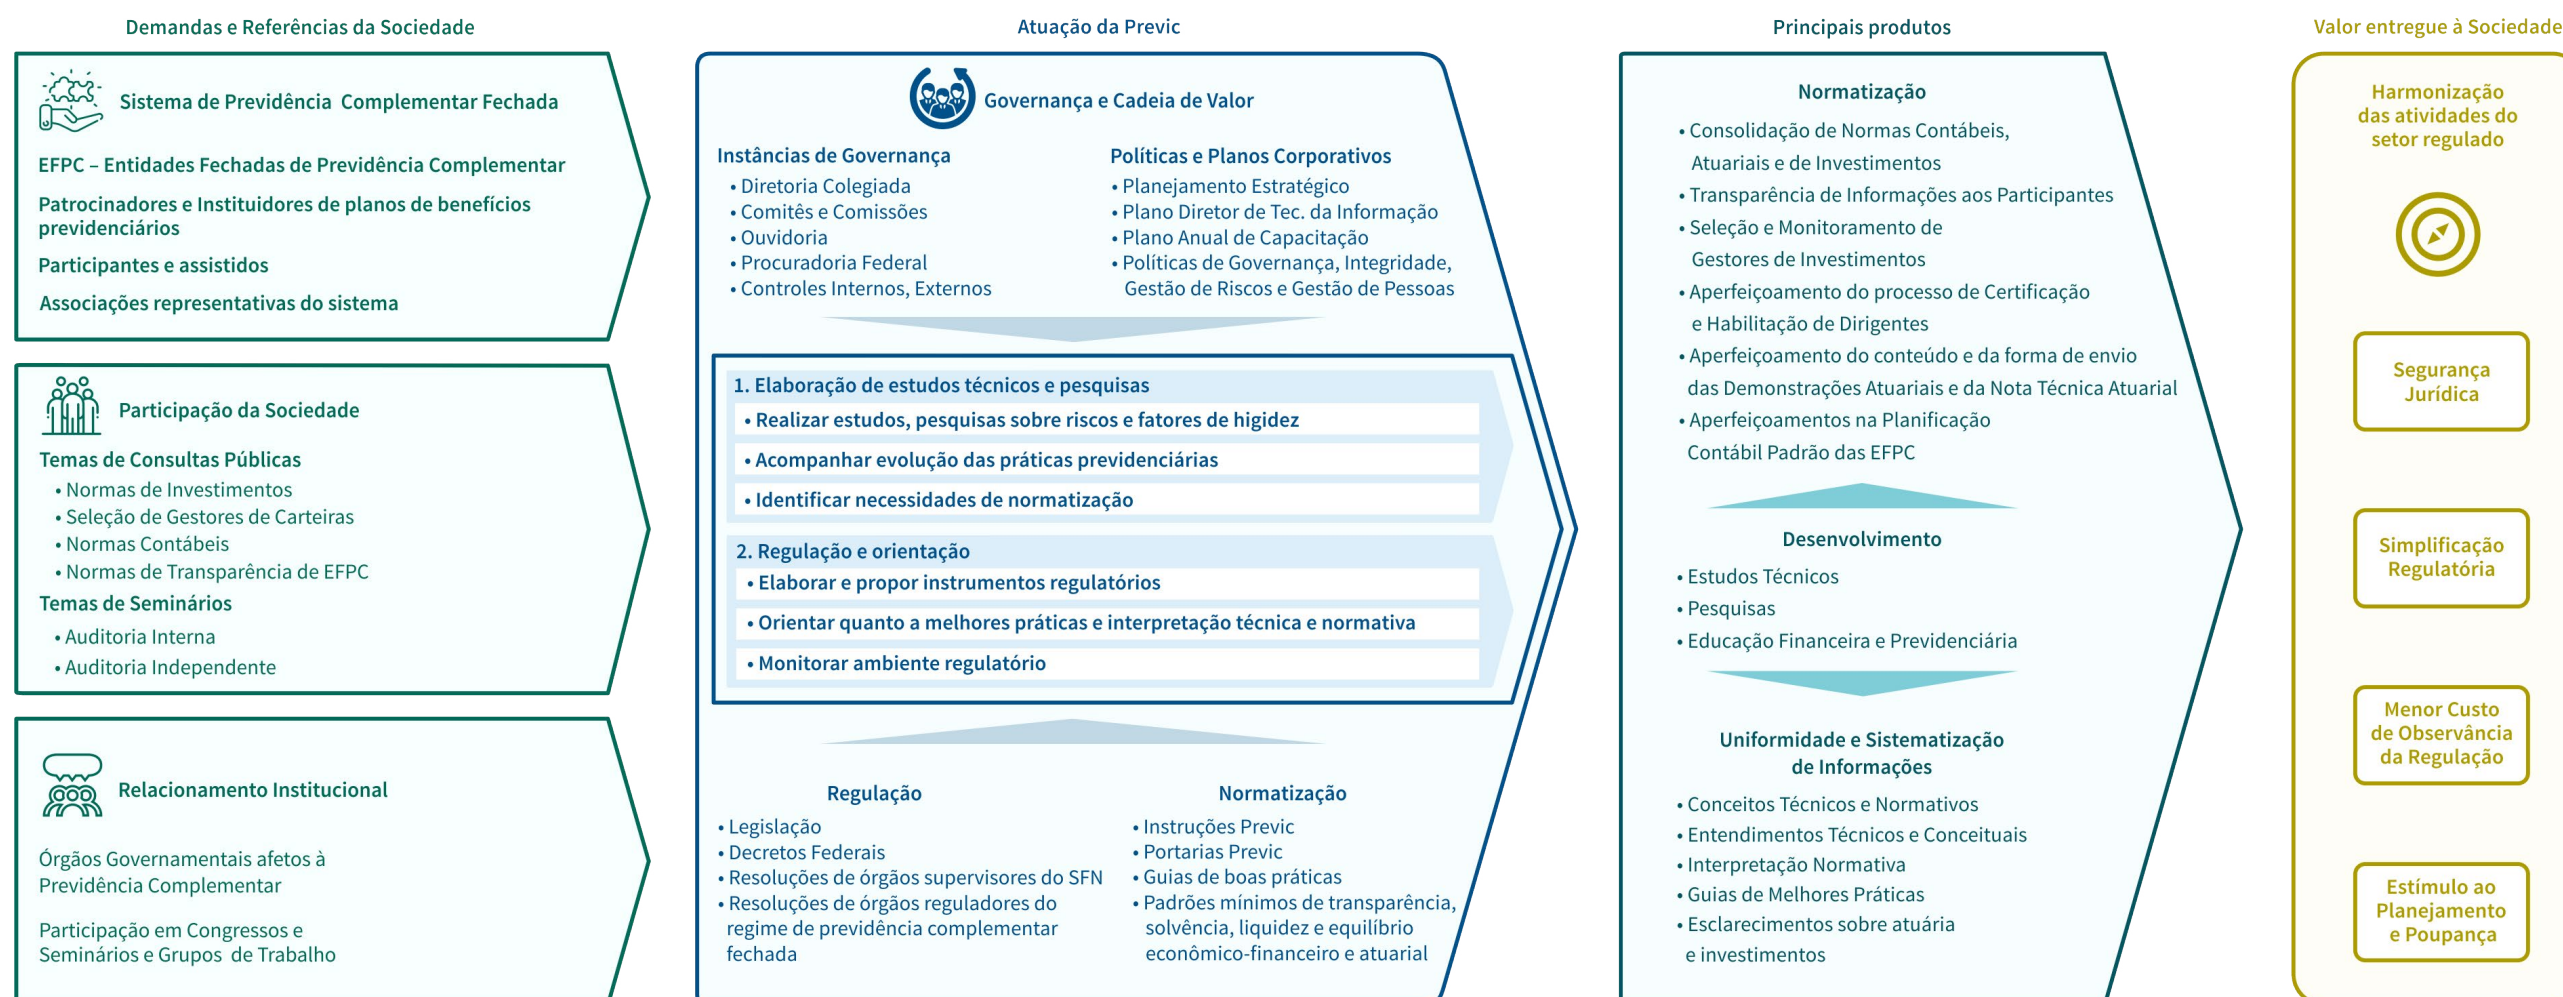 Demandas e Referências da Sociedade
Sistema de Previdência Complementar Fechada
EFPC – Entidades Fechadas de Previdência Complementar
Patrocinadores e Instituidores de planos de benefícios
previdenciários
Participantes e assistidos
Associações representativas do sistema
Participação da Sociedade
Temas de Consultas Públicas
• Normas de Investimentos
• Seleção de Gestores de Carteiras
• Normas Contábeis
• Normas de Transparência de EFPC
Temas de Seminários
• Auditoria Interna
• Auditoria Independente
Relacionamento Institucional
Órgãos Governamentais afetos à
Previdência Complementar
Participação em Congressos e
Seminários e Grupos de Trabalho
Atuação da Previc
Governança e Cadeia de Valor
Instâncias de Governança
• Diretoria Colegiada
• Comitês e Comissões
• Ouvidoria
• Procuradoria Federal
• Controles Internos, Externos
Políticas e Planos Corporativos
• Planejamento Estratégico
• Plano Diretor de Tec. da Informação
• Plano Anual de Capacitação
• Políticas de Governança, Integridade,
Gestão de Riscos e Gestão de Pessoas
1. Elaboração de estudos técnicos e pesquisas
• Realizar estudos, pesquisas sobre riscos e fatores de higidez
• Acompanhar evolução das práticas previdenciárias
• Identificar necessidades de normatização
2. Regulação e orientação
• Elaborar e propor instrumentos regulatórios
• Orientar quanto a melhores práticas e interpretação técnica e normativa
• Monitorar ambiente regulatório
Regulação
• Legislação
• Decretos Federais
• Resoluções de órgãos supervisores do SFN
• Resoluções de órgãos reguladores do
regime de previdência complementar
fechada
Normatização
• Instruções Previc
• Portarias Previc
• Guias de boas práticas
• Padrões mínimos de transparência,
solvência, liquidez e equilíbrio
econômico-financeiro e atuarial
Principais produtos
Normatização
• Consolidação de Normas Contábeis,
Atuariais e de Investimentos
• Transparência de Informações aos Participantes
• Seleção e Monitoramento de
Gestores de Investimentos
• Aperfeiçoamento do processo de Certificação
e Habilitação de Dirigentes
• Aperfeiçoamento do conteúdo e da forma de envio
das Demonstrações Atuariais e da Nota Técnica Atuarial
• Aperfeiçoamentos na Planificação
Contábil Padrão das EFPC
Desenvolvimento
• Estudos Técnicos
• Pesquisas
• Educação Financeira e Previdenciária
Uniformidade e Sistematização
de Informações
• Conceitos Técnicos e Normativos
• Entendimentos Técnicos e Conceituais
• Interpretação Normativa
• Guias de Melhores Práticas
• Esclarecimentos sobre atuária
e investimentos
Valor entregue à Sociedade
Harmonização
das atividades do
setor regulado
Segurança
Jurídica
Simplificação
Regulatória
Menor Custo
de Observância
da Regulação
Estímulo ao
Planejamento
e Poupança